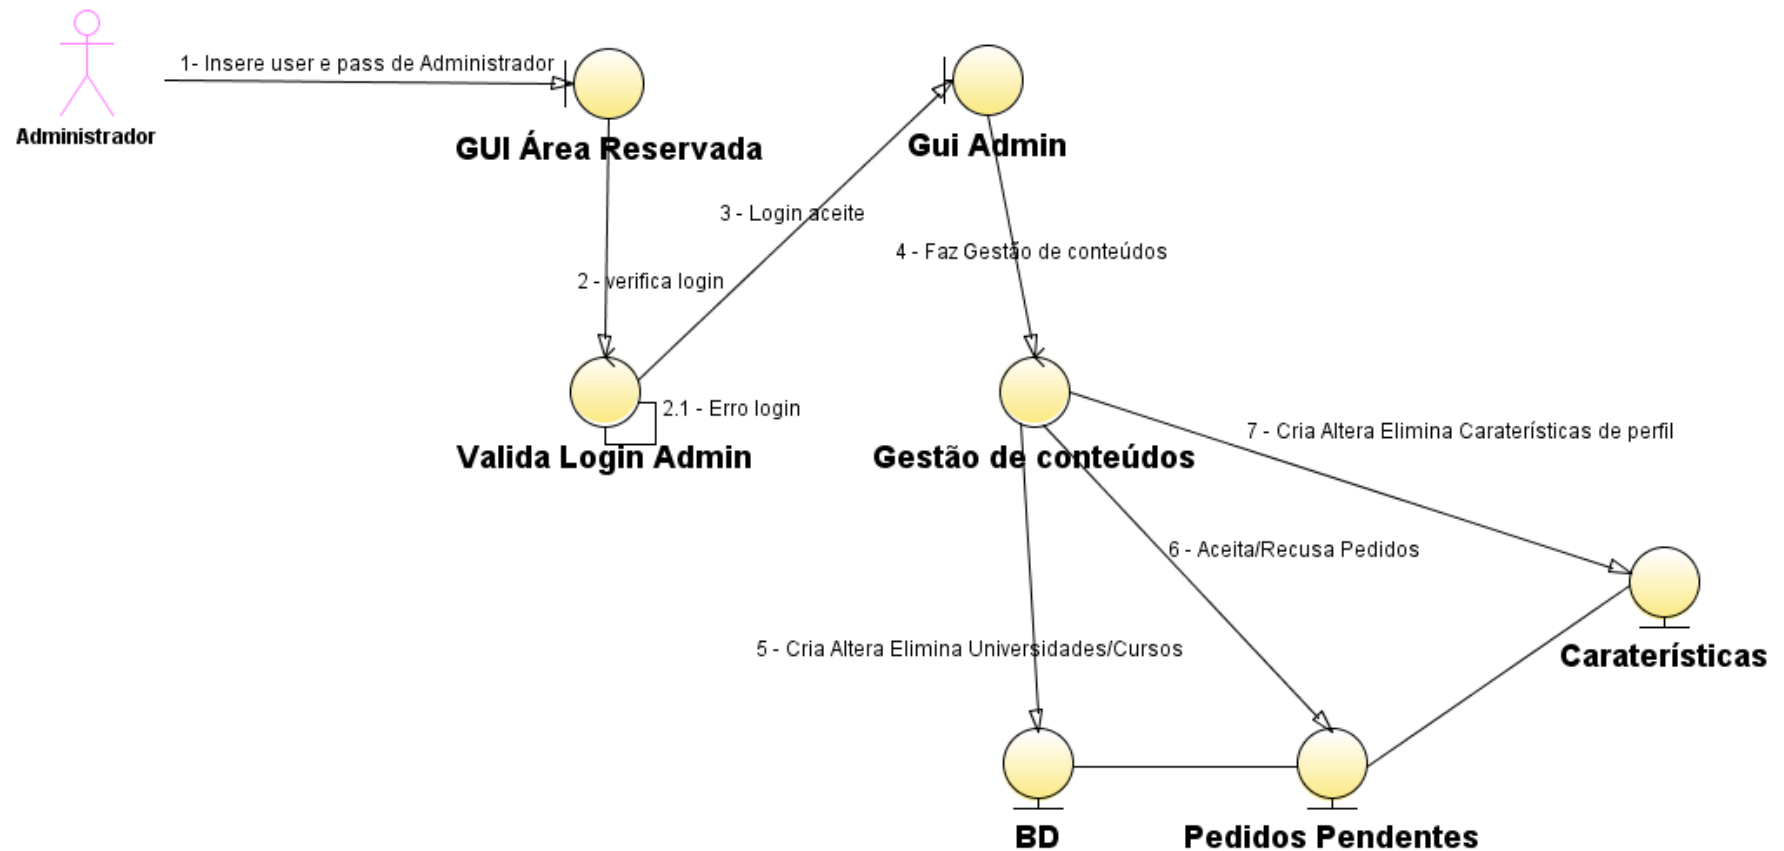 1- Insere user e pass de Administrador
Administrador
GUI Área Reservada
Gui Admin
3 - Login aceite
4 - Faz Gestão de conteúdos
2 - verifica login
2.1 - Erro login
Valida Login Admin
Gestão de conteúdos
7 - Cria Altera Elimina Caraterísticas de perfil
6 - Aceita/Recusa Pedidos
5 - Cria Altera Elimina Universidades/Cursos
Caraterísticas
BD
Pedidos Pendentes